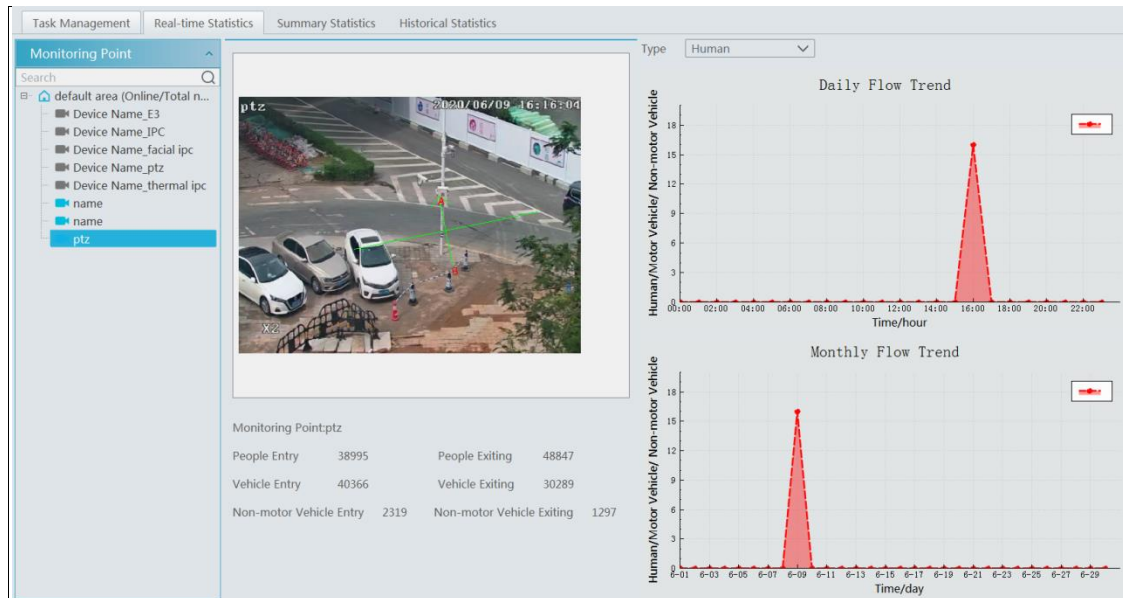 Task Management Real-time Statistics Summary Statistics Historical Statistics
Monitoring Point
Search
default area (Online/Total n...
Device Name_E3
Device Name_IPC
Device Name_facial ipc
Device Name_ptz
Device Name_thermal ipc
name
name
ptz
ptz 2020/06/09 16:16:04
A
B
XZ
Monitoring Point:ptz
People Entry 38995 People Exiting 48847
Vehicle Entry 40366 Vehicle Exiting 30289
Non-motor Vehicle Entry 2319 Non-motor Vehicle Exiting 1297
Type Human
Daily Flow Trend
Human/Motor Vehicle/ Non-motor Vehicle
18
15
12
9
6
3
0
00:00 02:00 04:00 06:00 08:00 10:00 12:00 14:00 16:00 18:00 20:00 22:00
Time/hour
Monthly Flow Trend
Human/Motor Vehicle/ Non-motor Vehicle
18
15
12
9
6
3
0
6-01 6-03 6-05 6-07 6-09 6-11 6-13 6-15 6-17 6-19 6-21 6-23 6-25 6-27 6-29
Time/day